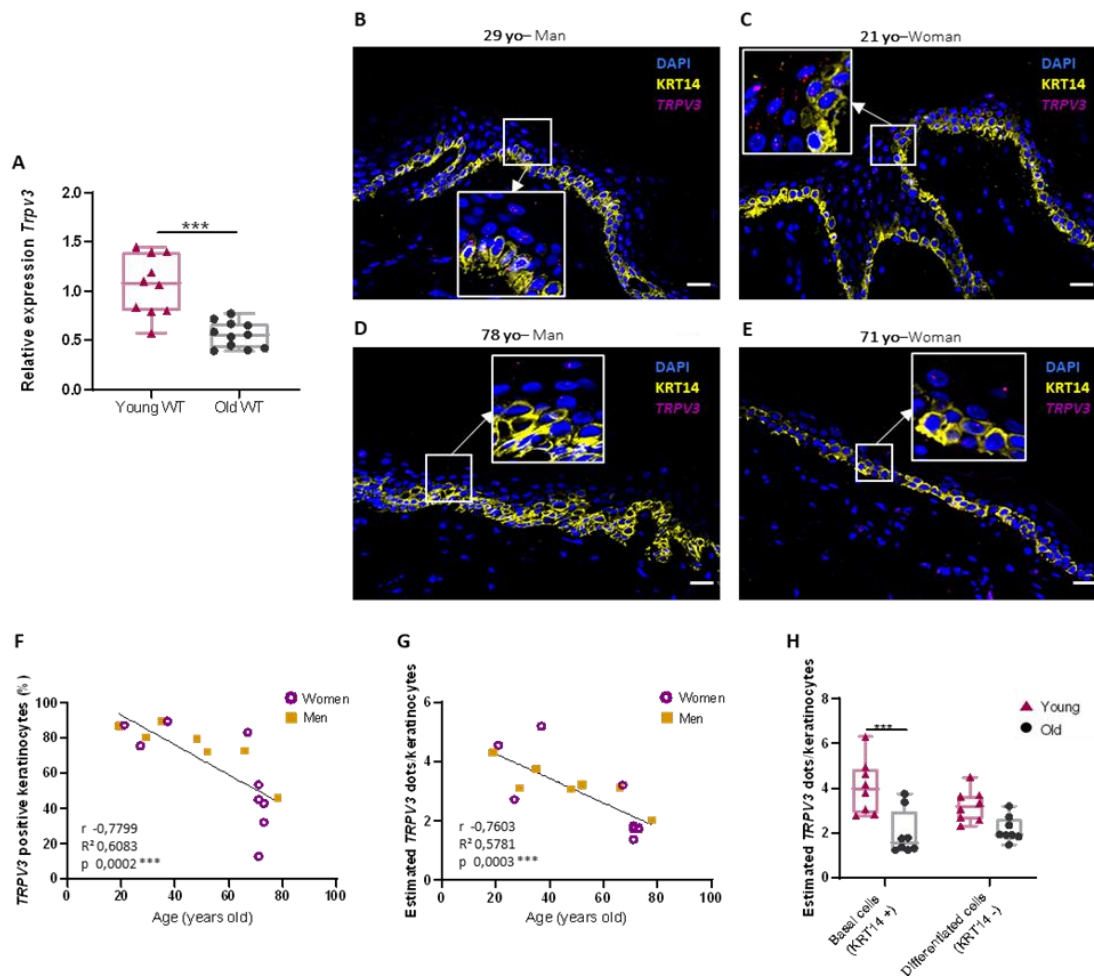 B
29 yo– Man
DAPI
KRT14
TRPV3
C
21 yo–Woman
DAPI
KRT14
TRPV3
A
Relative expression Trpv3
2.0
1.5
1.0
0.5
0.0
***
Young WT
Old WT
D
78 yo– Man
DAPI
KRT14
TRPV3
E
71 yo–Woman
DAPI
KRT14
TRPV3
F
TRPV3 positive keratinocytes (%)
100
80
60
40
20
0
Women
Men
r -0,7799
R² 0,6083
p 0,0002 ***
0 20 40 60 80 100
Age (years old)
G
Estimated TRPV3 dots/keratinocytes
6
4
2
0
Women
Men
r -0,7603
R² 0,5781
p 0,0003 ***
0 20 40 60 80 100
Age (years old)
H
Estimated TRPV3 dots/keratinocytes
8
6
4
2
0
***
Young
Old
Basal cells
(KRT14 +)
Differentiated cells
(KRT14 -)